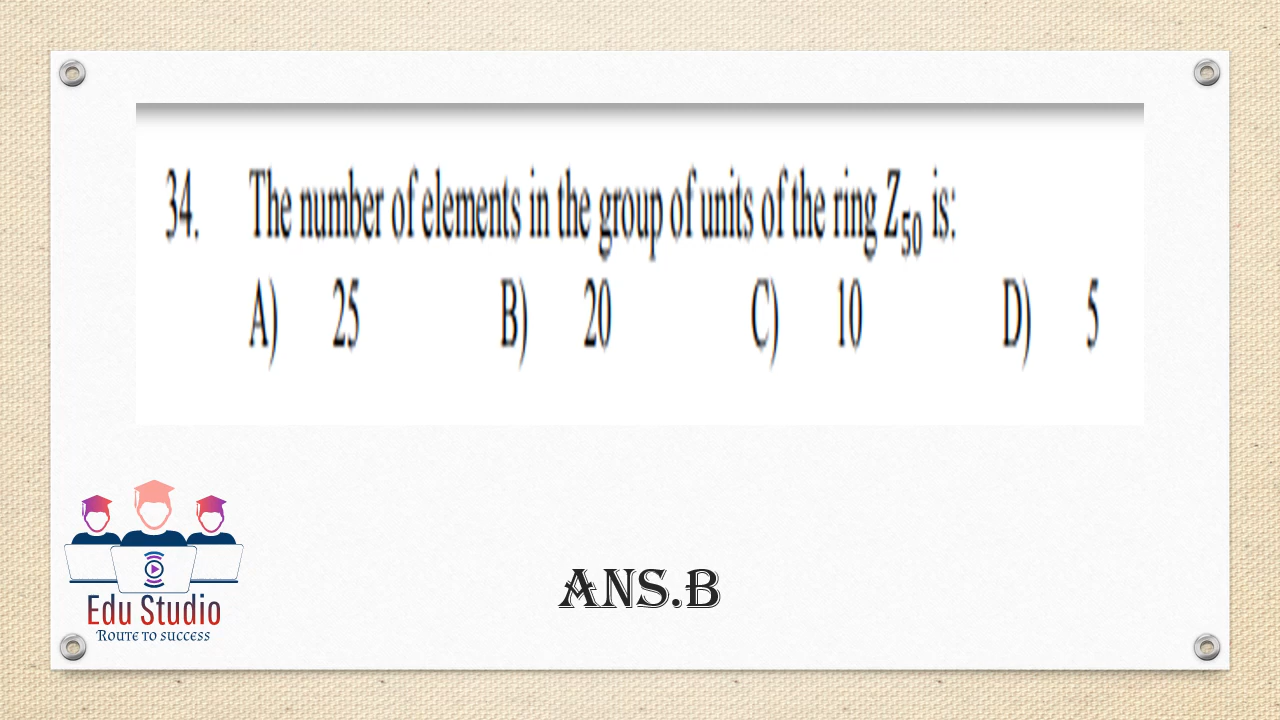 34. The number of elements in the group of units of the ring Z₅₀ is:
A) 25 B) 20 C) 10 D) 5
ANS.B
Edu Studio
ROUTE TO SUCCESS